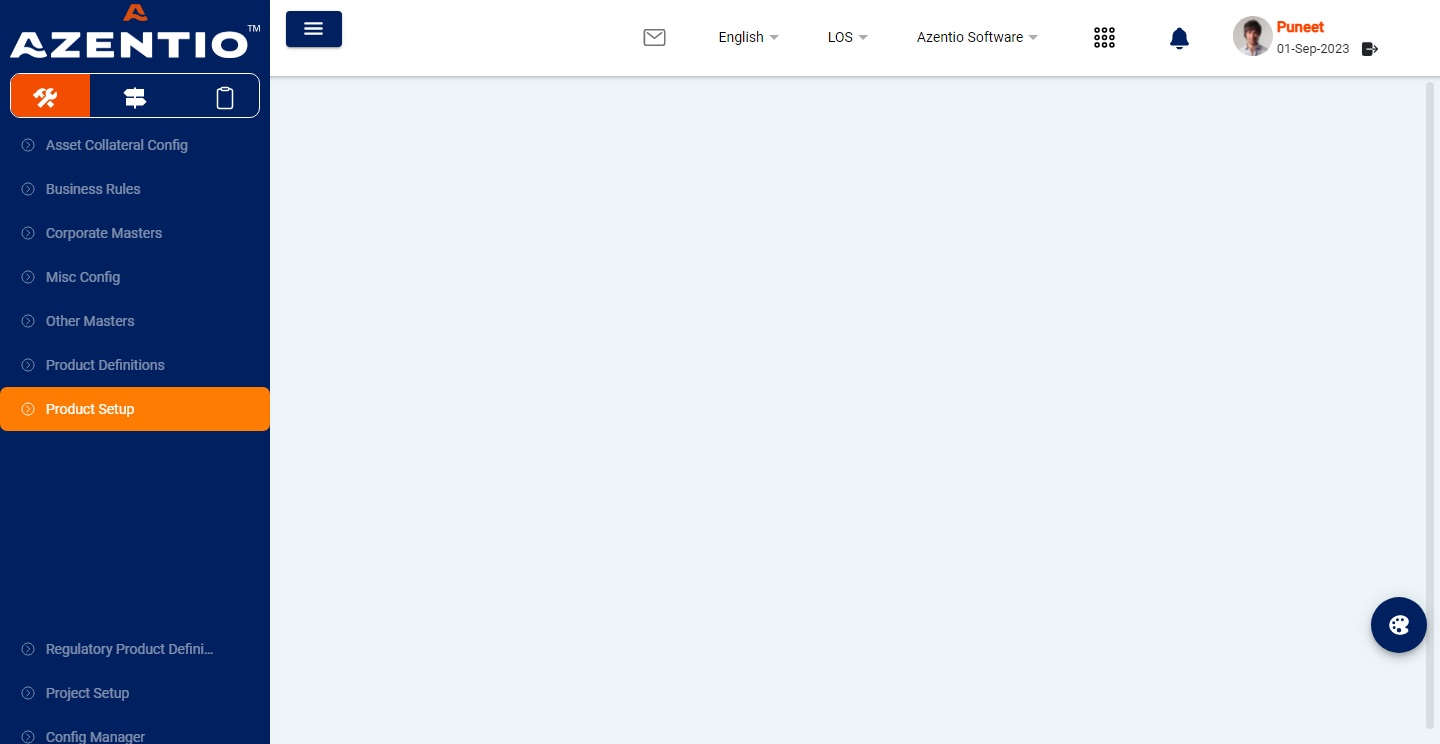 AZENTIO™
English
LOS
Azentio Software
Puneet
01-Sep-2023
Asset Collateral Config
Business Rules
Corporate Masters
Misc Config
Other Masters
Product Definitions
Product Setup
Regulatory Product Defini...
Project Setup
Config Manager